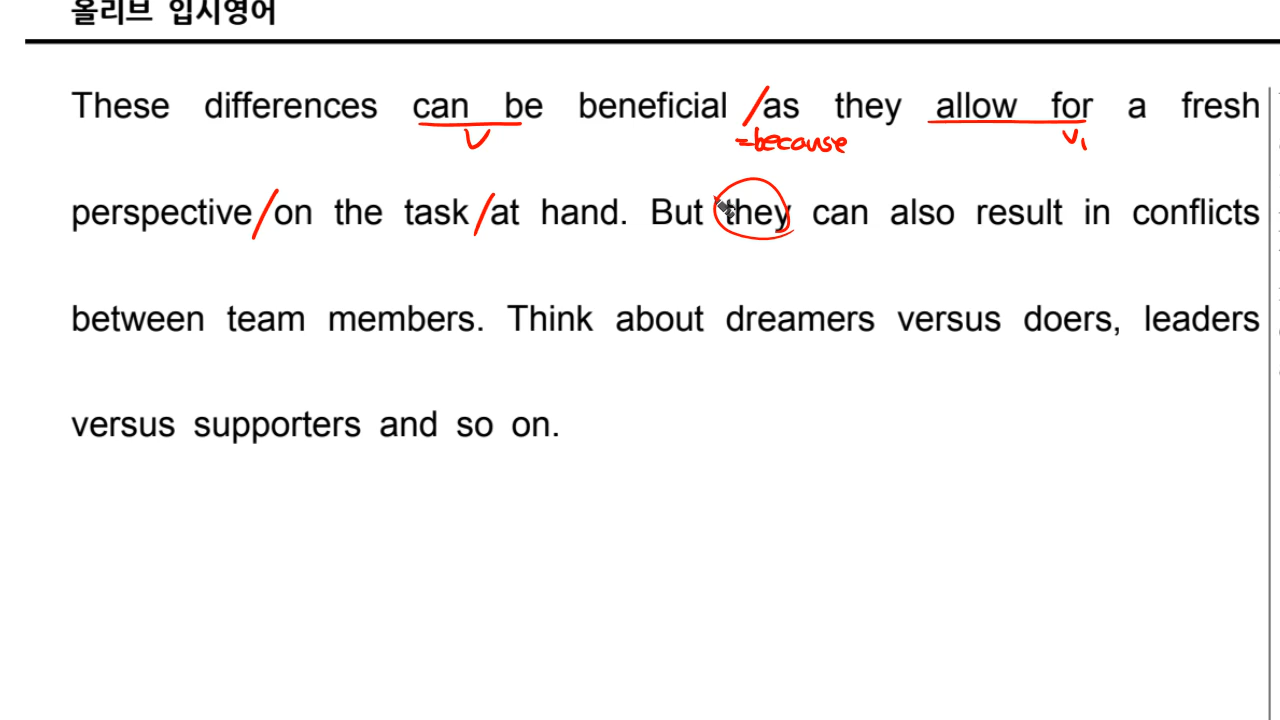 올리브 입시영어
These differences can be beneficial /as they allow for a fresh
V =because V₁
perspective/on the task/at hand. But they can also result in conflicts
between team members. Think about dreamers versus doers, leaders
versus supporters and so on.